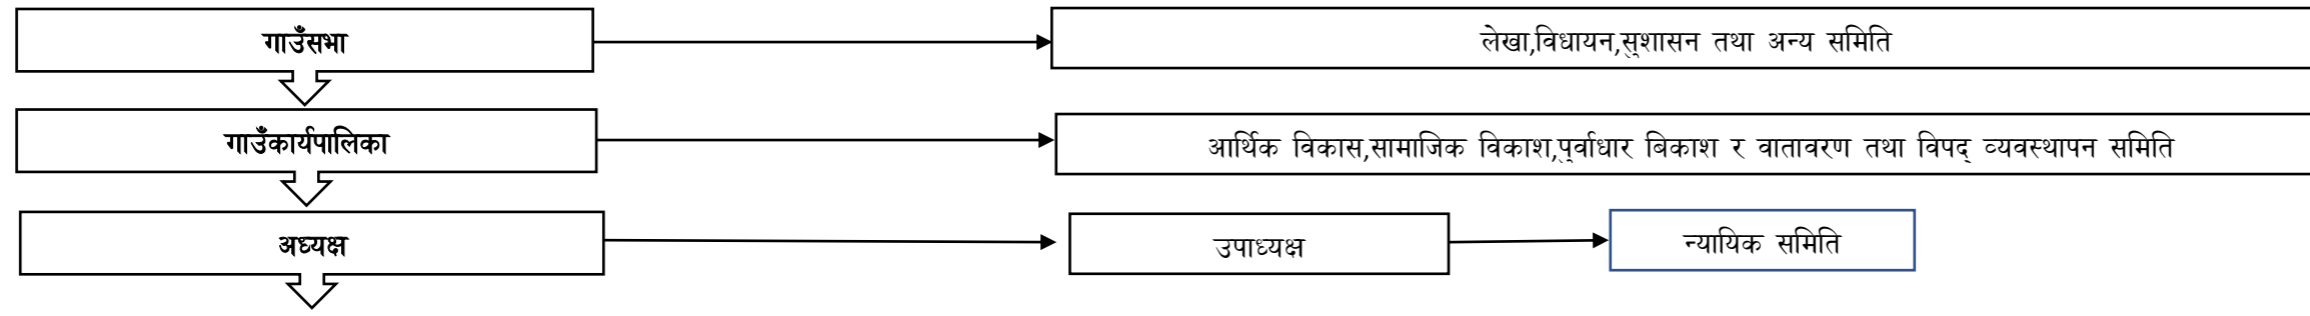 गाउँसभा
लेखा,विधायन,सुशासन तथा अन्य समिति
गाउँकार्यपालिका
आर्थिक विकास,सामाजिक विकाश,पुर्वाधार बिकाश र वातावरण तथा विपद् व्यवस्थापन समिति
अध्यक्ष
उपाध्यक्ष
न्यायिक समिति